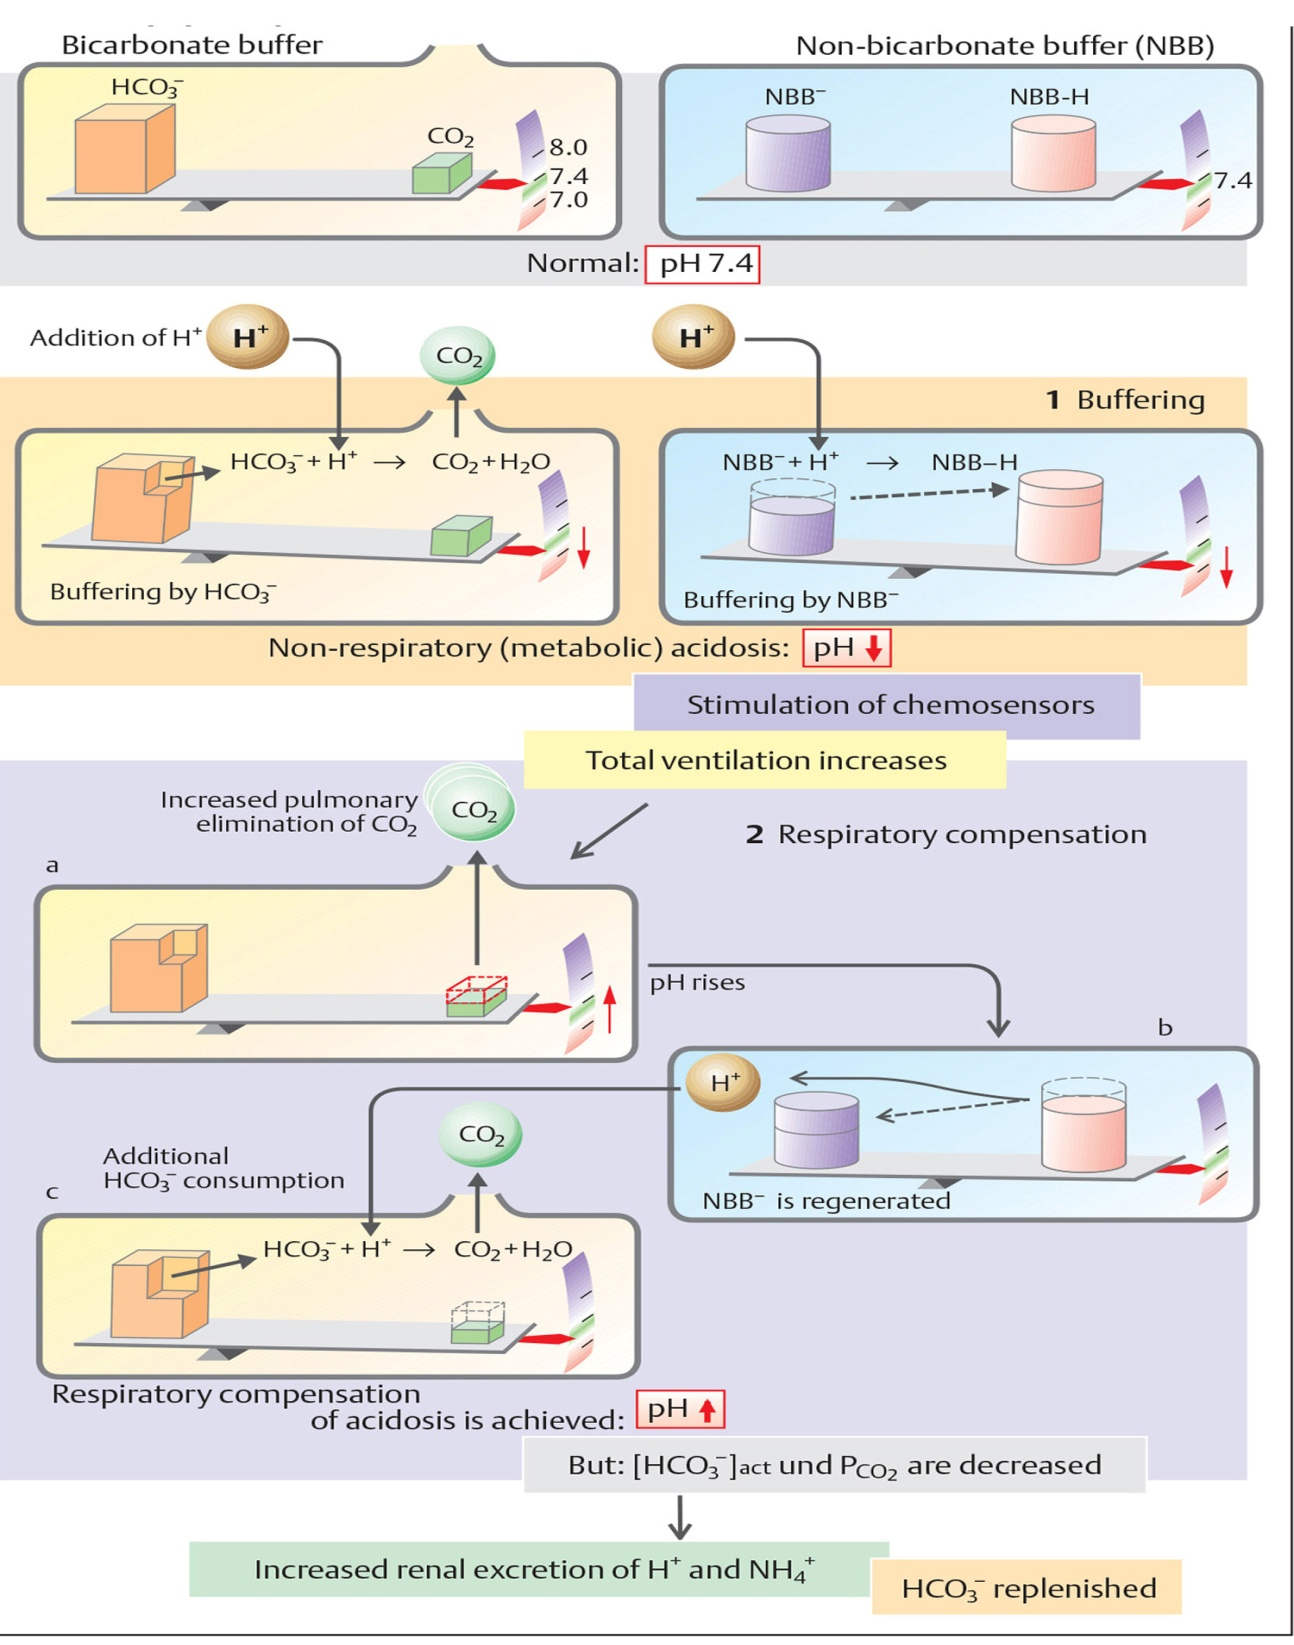 Bicarbonate buffer
Non-bicarbonate buffer (NBB)
HCO₃⁻
CO₂
8.0
7.4
7.0
NBB⁻
NBB-H
7.4
Normal: pH 7.4
Addition of H⁺
H⁺
CO₂
H⁺
1 Buffering
HCO₃⁻ + H⁺ → CO₂ + H₂O
NBB⁻ + H⁺ → NBB–H
Buffering by HCO₃⁻
Buffering by NBB⁻
Non-respiratory (metabolic) acidosis: pH ↓
Stimulation of chemosensors
Total ventilation increases
Increased pulmonary
elimination of CO₂
CO₂
2 Respiratory compensation
a
pH rises
b
H⁺
CO₂
Additional
HCO₃⁻ consumption
c
NBB⁻ is regenerated
HCO₃⁻ + H⁺ → CO₂ + H₂O
Respiratory compensation
of acidosis is achieved: pH ↑
But: [HCO₃⁻]act und PCO₂ are decreased
Increased renal excretion of H⁺ and NH₄⁺
HCO₃⁻ replenished